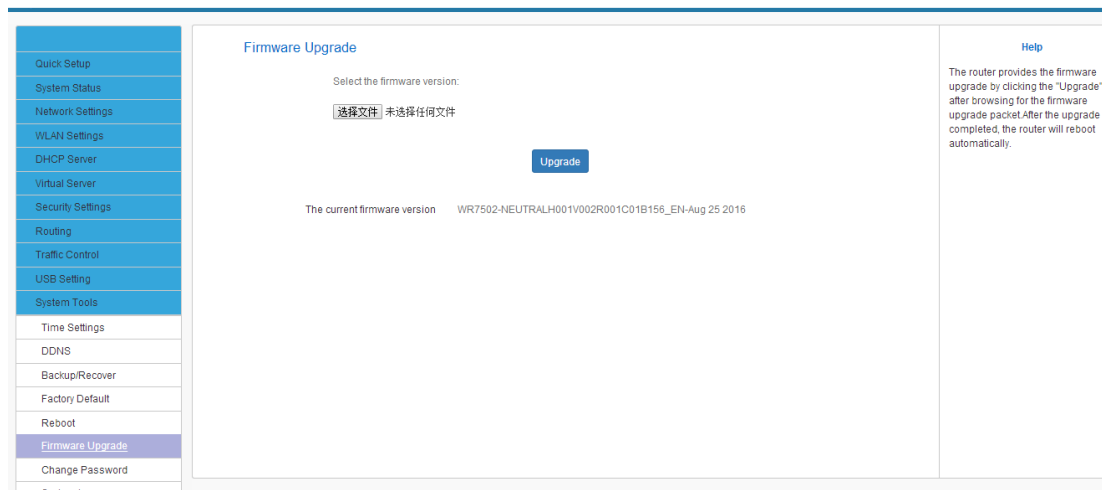 Quick Setup
System Status
Network Settings
WLAN Settings
DHCP Server
Virtual Server
Security Settings
Routing
Traffic Control
USB Setting
System Tools
Time Settings
DDNS
Backup/Recover
Factory Default
Reboot
Firmware Upgrade
Change Password
Firmware Upgrade
Select the firmware version:
选择文件 未选择任何文件
Upgrade
The current firmware version WR7502-NEUTRALH001V002R001C01B156_EN-Aug 25 2016
Help
The router provides the firmware
upgrade by clicking the "Upgrade"
after browsing for the firmware
upgrade packet.After the upgrade
completed, the router will reboot
automatically.